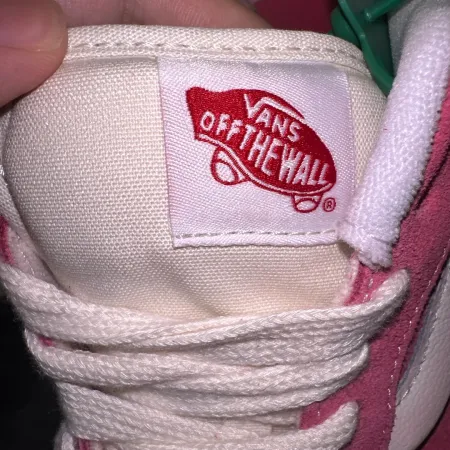 VANS
OFF THE WALL
®